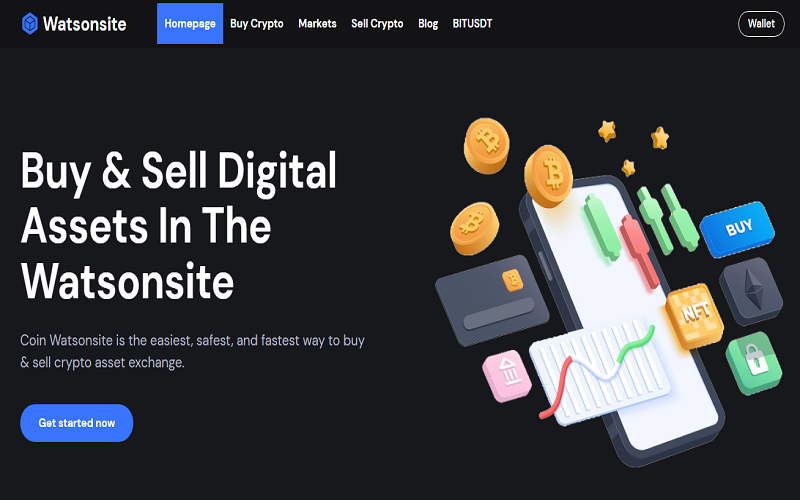 Watsonsite
Homepage
Buy Crypto
Markets
Sell Crypto
Blog
BITUSDT
Wallet
Buy & Sell Digital
Assets In The
Watsonsite
Coin Watsonsite is the easiest, safest, and fastest way to buy
& sell crypto asset exchange.
Get started now
BUY
NFT